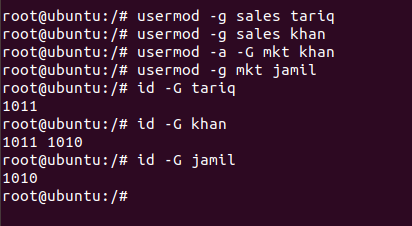 root@ubuntu:/# usermod -g sales tariq
root@ubuntu:/# usermod -g sales khan
root@ubuntu:/# usermod -a -G mkt khan
root@ubuntu:/# usermod -g mkt jamil
root@ubuntu:/# id -G tariq
1011
root@ubuntu:/# id -G khan
1011 1010
root@ubuntu:/# id -G jamil
1010
root@ubuntu:/#